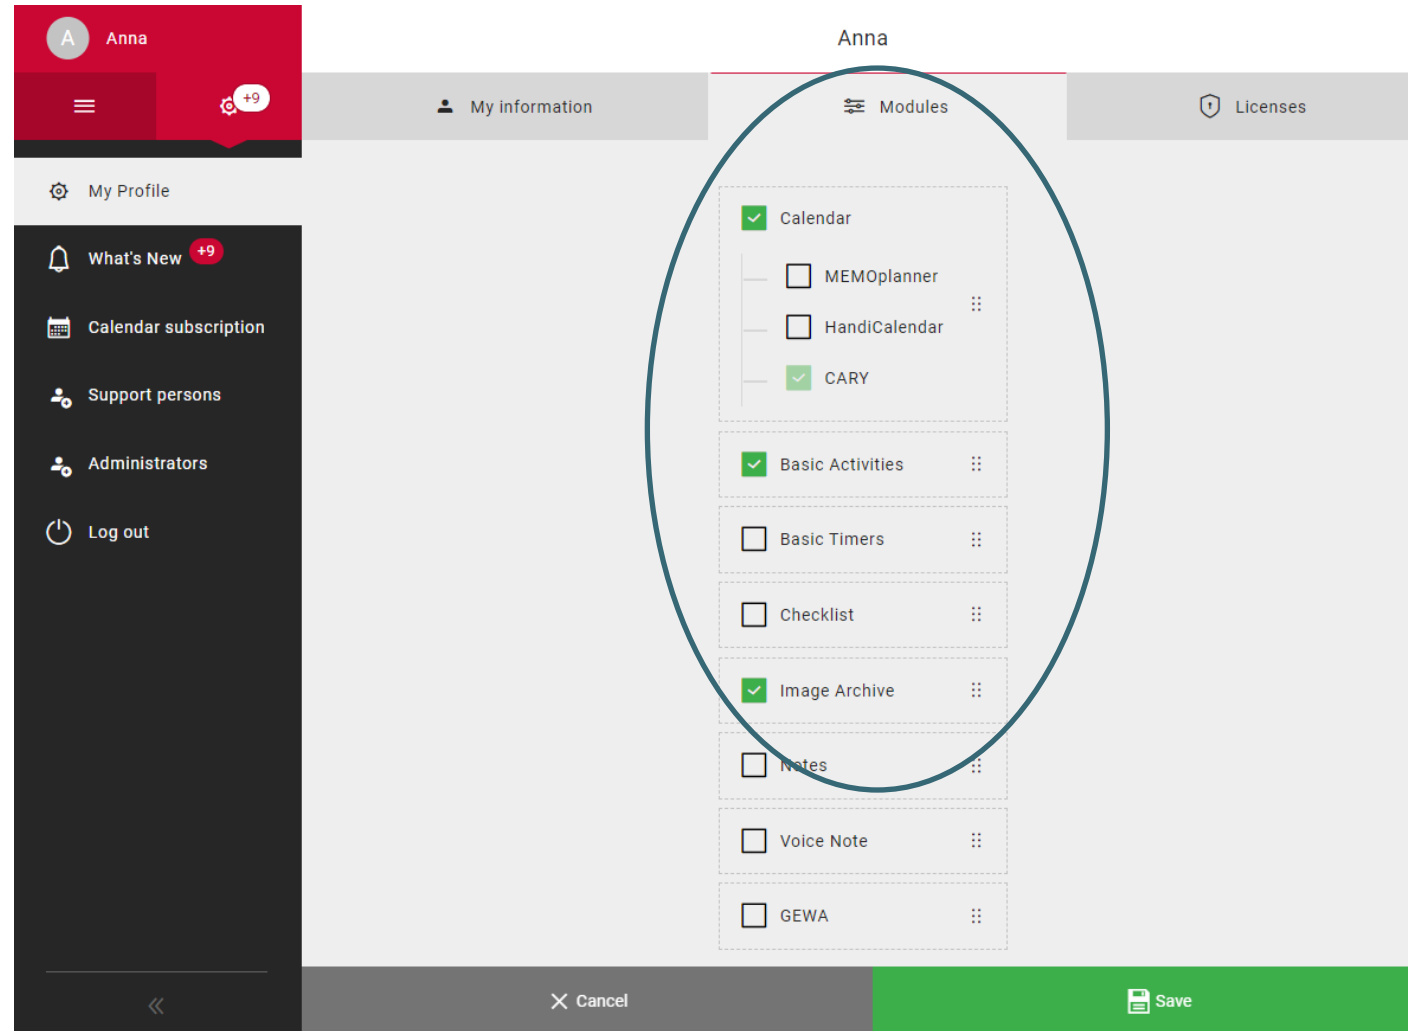 A Anna
Anna
+9
My information
Modules
Licenses
My Profile
What's New +9
Calendar subscription
Support persons
Administrators
Log out
Calendar
MEMOplanner
HandiCalendar
CARY
Basic Activities
Basic Timers
Checklist
Image Archive
Notes
Voice Note
GEWA
Cancel
Save